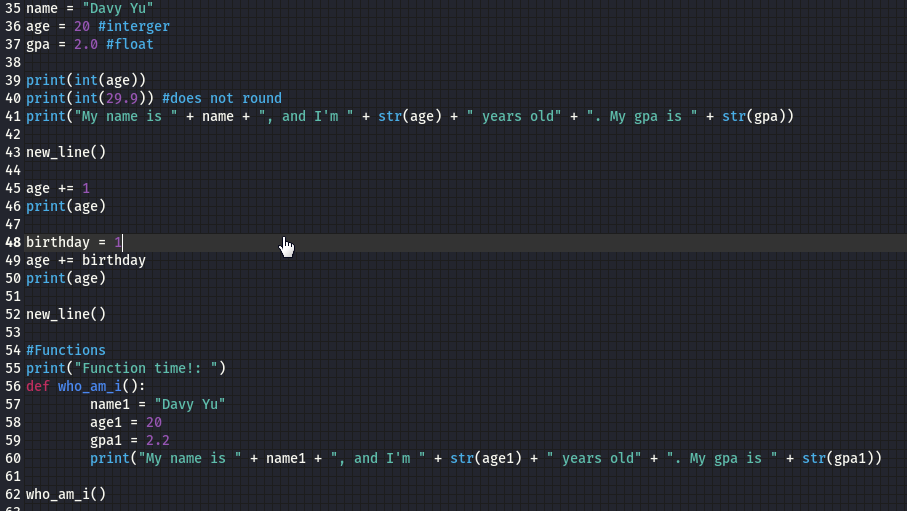 35 name = "Davy Yu"
36 age = 20 #interger
37 gpa = 2.0 #float
38
39 print(int(age))
40 print(int(29.9)) #does not round
41 print("My name is " + name + ", and I'm " + str(age) + " years old" + ". My gpa is " + str(gpa))
42
43 new_line()
44
45 age += 1
46 print(age)
47
48 birthday = 1
49 age += birthday
50 print(age)
51
52 new_line()
53
54 #Functions
55 print("Function time!: ")
56 def who_am_i():
57         name1 = "Davy Yu"
58         age1 = 20
59         gpa1 = 2.2
60         print("My name is " + name1 + ", and I'm " + str(age1) + " years old" + ". My gpa is " + str(gpa1))
61
62 who_am_i()